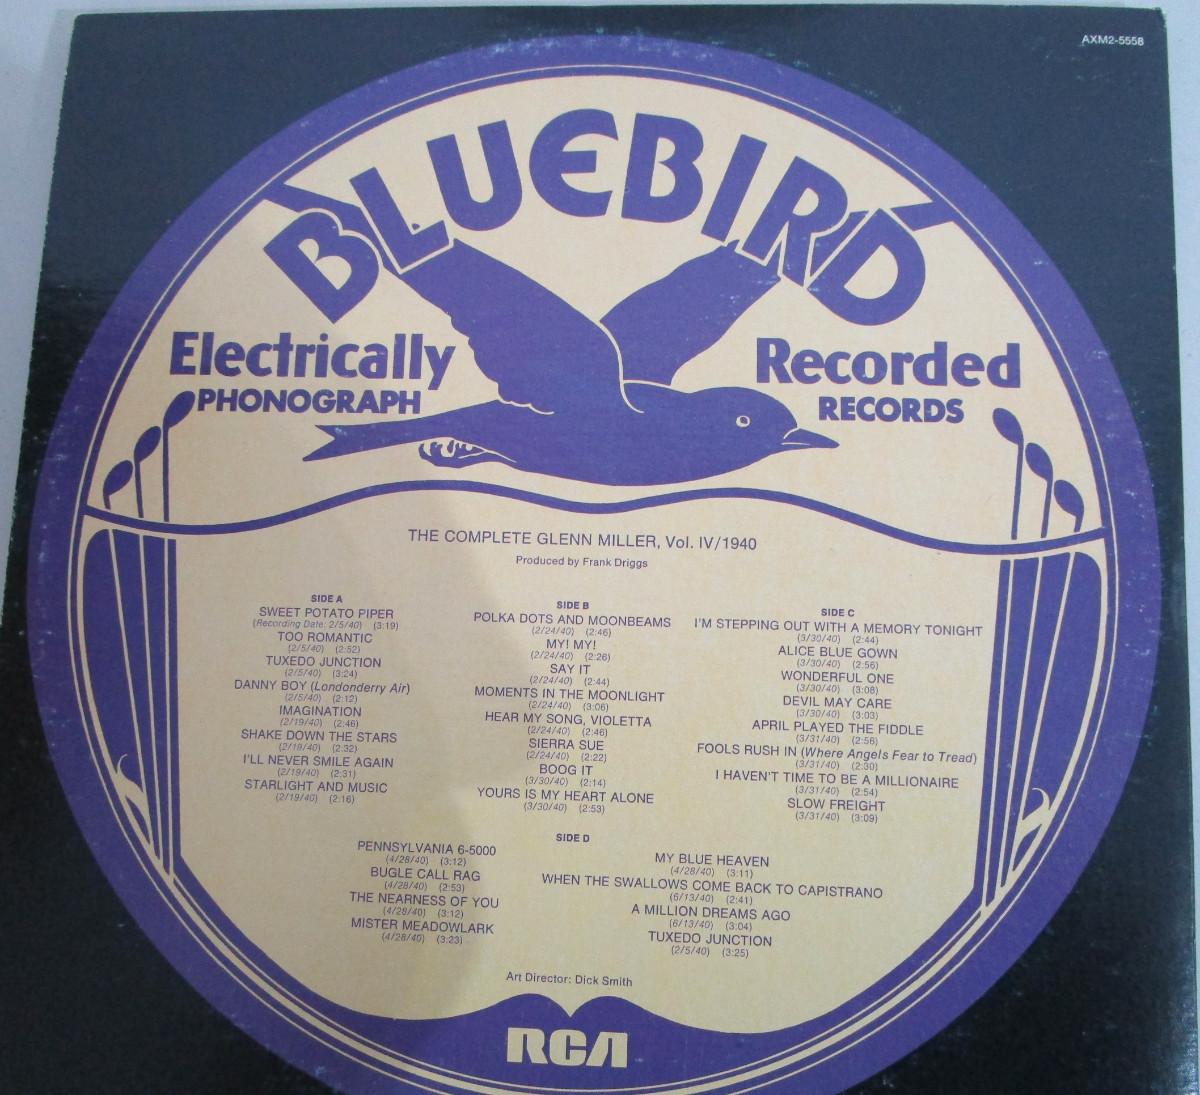 AXM2-5558
BLUEBIRD
Electrically Recorded
PHONOGRAPH RECORDS
THE COMPLETE GLENN MILLER, Vol. IV/1940
Produced by Frank Driggs
SIDE A
SWEET POTATO PIPER
(Recording Date: 2/5/40) (3:19)
TOO ROMANTIC
(2/5/40) (2:52)
TUXEDO JUNCTION
(2/5/40) (3:24)
DANNY BOY (Londonderry Air)
(2/5/40) (2:12)
IMAGINATION
(2/19/40) (2:46)
SHAKE DOWN THE STARS
(2/19/40) (2:32)
I'LL NEVER SMILE AGAIN
(2/19/40) (2:31)
STARLIGHT AND MUSIC
(2/19/40) (2:16)
SIDE B
POLKA DOTS AND MOONBEAMS
(2/24/40) (2:46)
MY! MY!
(2/24/40) (2:26)
SAY IT
(2/24/40) (2:44)
MOMENTS IN THE MOONLIGHT
(2/24/40) (3:06)
HEAR MY SONG, VIOLETTA
(2/24/40) (2:46)
SIERRA SUE
(2/24/40) (2:22)
BOOG IT
(3/30/40) (2:14)
YOURS IS MY HEART ALONE
(3/30/40) (2:53)
SIDE C
I'M STEPPING OUT WITH A MEMORY TONIGHT
(3/30/40) (2:44)
ALICE BLUE GOWN
(3/30/40) (2:56)
WONDERFUL ONE
(3/30/40) (3:08)
DEVIL MAY CARE
(3/30/40) (3:03)
APRIL PLAYED THE FIDDLE
(3/31/40) (2:56)
FOOLS RUSH IN (Where Angels Fear to Tread)
(3/31/40) (2:30)
I HAVEN'T TIME TO BE A MILLIONAIRE
(3/31/40) (2:54)
SLOW FREIGHT
(3/31/40) (3:09)
SIDE D
PENNSYLVANIA 6-5000
(4/28/40) (3:12)
BUGLE CALL RAG
(4/28/40) (2:53)
THE NEARNESS OF YOU
(4/28/40) (3:12)
MISTER MEADOWLARK
(4/28/40) (3:23)
MY BLUE HEAVEN
(4/28/40) (3:11)
WHEN THE SWALLOWS COME BACK TO CAPISTRANO
(6/13/40) (2:41)
A MILLION DREAMS AGO
(6/13/40) (3:04)
TUXEDO JUNCTION
(2/5/40) (3:25)
Art Director: Dick Smith
RCA